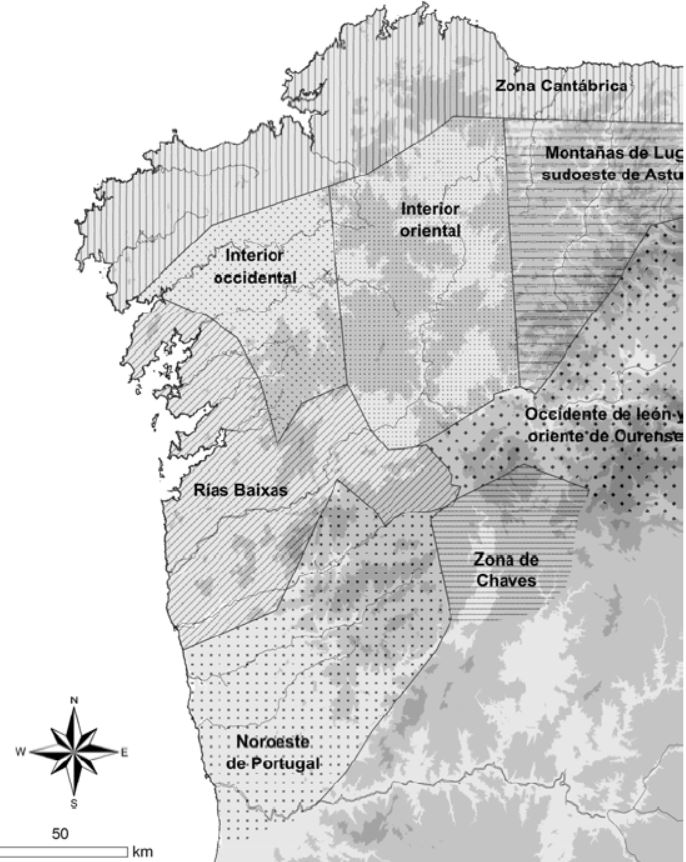 Zona Cantábrica
Montañas de Lug
sudoeste de Astu
Interior
oriental
Interior
occidental
Occidente de león y
oriente de Ourense
Rías Baixas
Zona de
Chaves
Noroeste
de Portugal
N
W
E
S
50
km